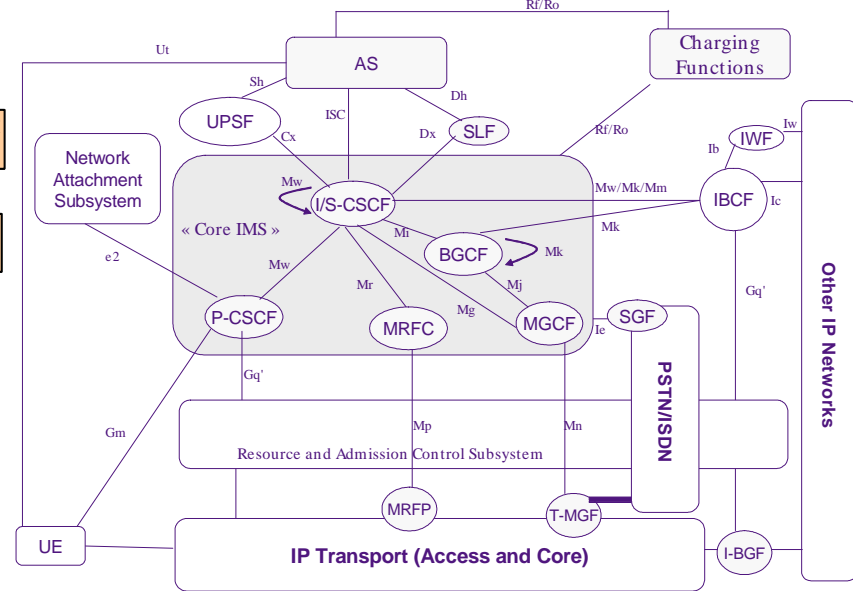 Rf/Ro
Ut
AS
Charging
Functions
Sh
ISC
Dh
UPSF
SLF
Cx
Dx
Rf/Ro
IWF
Iw
Ib
Network
Attachment
Subsystem
Mw
I/S-CSCF
Mw/Mk/Mm
IBCF
Ic
« Core IMS »
Mi
Mk
BGCF
Mk
e2
Mw
Mr
Mj
Gq'
Mg
P-CSCF
MRFC
MGCF
Ie
SGF
Other IP Networks
PSTN/ISDN
Gq'
Gm
Mp
Mn
Resource and Admission Control Subsystem
MRFP
T-MGF
UE
IP Transport (Access and Core)
I-BGF